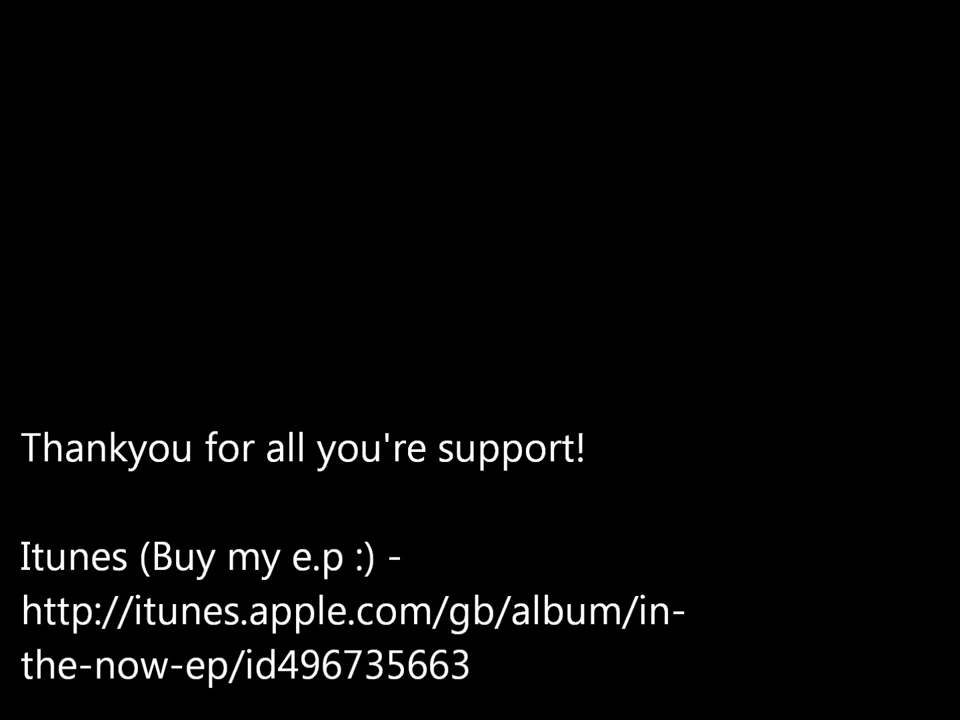 Thankyou for all you're support!
Itunes (Buy my e.p :) -
http://itunes.apple.com/gb/album/in-
the-now-ep/id496735663